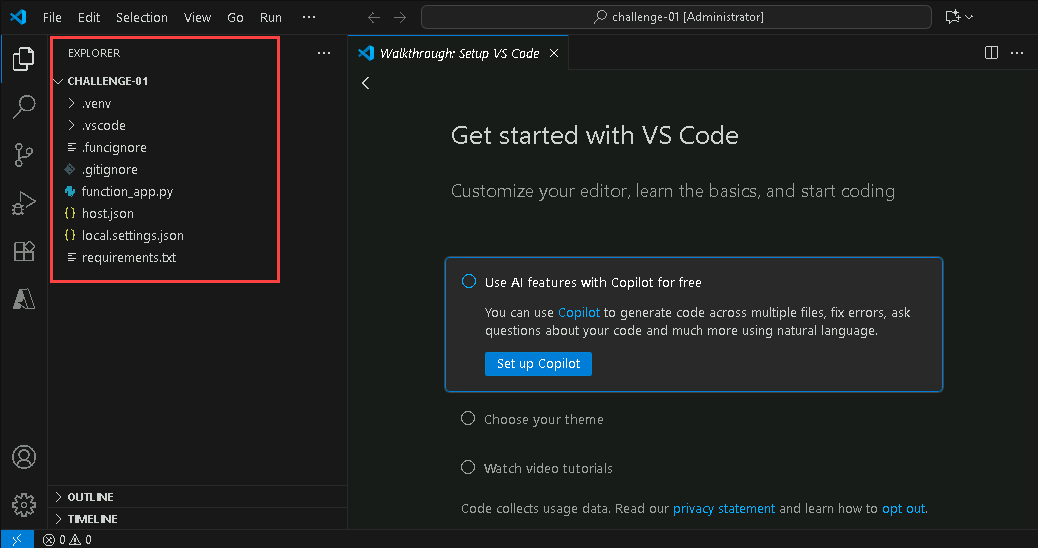 File Edit Selection View Go Run ···
challenge-01 [Administrator]
EXPLORER
CHALLENGE-01
.venv
.vscode
.funcignore
.gitignore
function_app.py
{} host.json
{} local.settings.json
requirements.txt
OUTLINE
TIMELINE
0 0
Walkthrough: Setup VS Code
Get started with VS Code
Customize your editor, learn the basics, and start coding
Use AI features with Copilot for free
You can use Copilot to generate code across multiple files, fix errors, ask
questions about your code and much more using natural language.
Set up Copilot
Choose your theme
Watch video tutorials
Code collects usage data. Read our privacy statement and learn how to opt out.